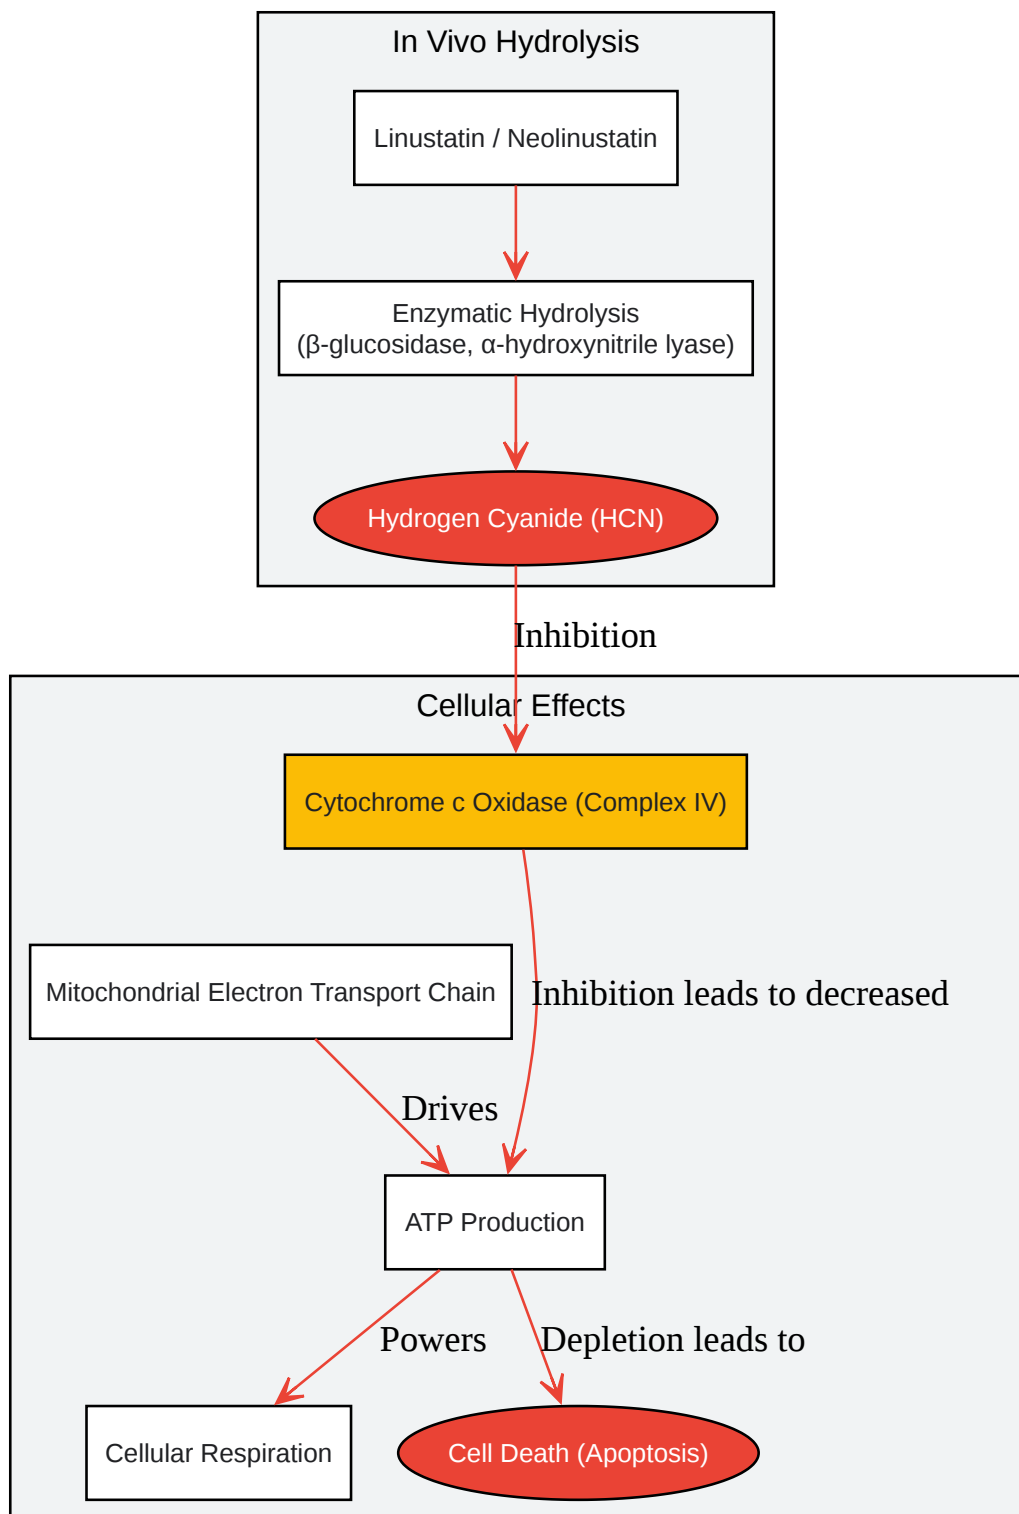 In Vivo Hydrolysis
Linustatin / Neolinustatin
Enzymatic Hydrolysis
(β-glucosidase, α-hydroxynitrile lyase)
Hydrogen Cyanide (HCN)
Inhibition
Cellular Effects
Cytochrome c Oxidase (Complex IV)
Mitochondrial Electron Transport Chain
Inhibition leads to decreased
Drives
ATP Production
Powers
Depletion leads to
Cellular Respiration
Cell Death (Apoptosis)